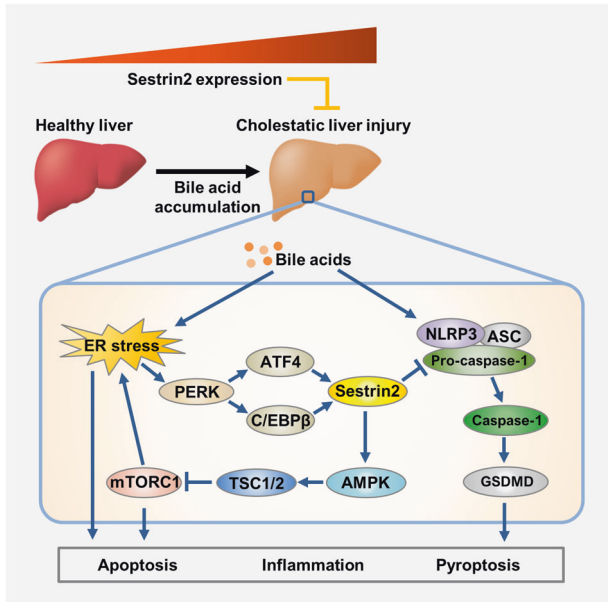 Sestrin2 expression
Healthy liver
Cholestatic liver injury
Bile acid
accumulation
Bile acids
NLRP3
ASC
ER stress
Pro-caspase-1
ATF4
PERK
Sestrin2
C/EBPβ
Caspase-1
mTORC1
TSC1/2
AMPK
GSDMD
Apoptosis
Inflammation
Pyroptosis